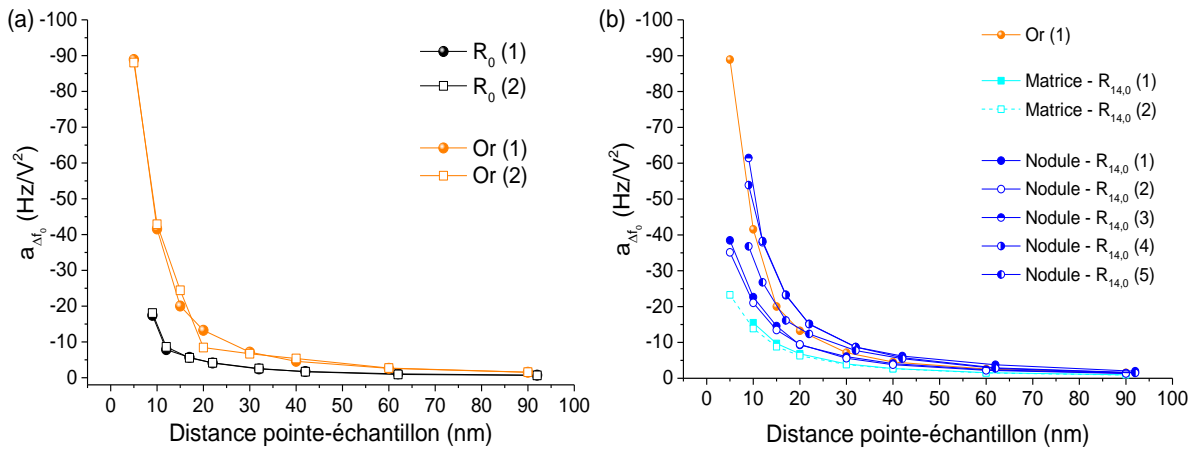 (a)
-100
-90
-80
-70
-60
-50
-40
-30
-20
-10
0
a_Δf₀ (Hz/V²)
0 10 20 30 40 50 60 70 80 90 100
Distance pointe-échantillon (nm)
R₀ (1)
R₀ (2)
Or (1)
Or (2)
(b)
-100
-90
-80
-70
-60
-50
-40
-30
-20
-10
0
a_Δf₀ (Hz/V²)
0 10 20 30 40 50 60 70 80 90 100
Distance pointe-échantillon (nm)
Or (1)
Matrice - R₁₄,₀ (1)
Matrice - R₁₄,₀ (2)
Nodule - R₁₄,₀ (1)
Nodule - R₁₄,₀ (2)
Nodule - R₁₄,₀ (3)
Nodule - R₁₄,₀ (4)
Nodule - R₁₄,₀ (5)